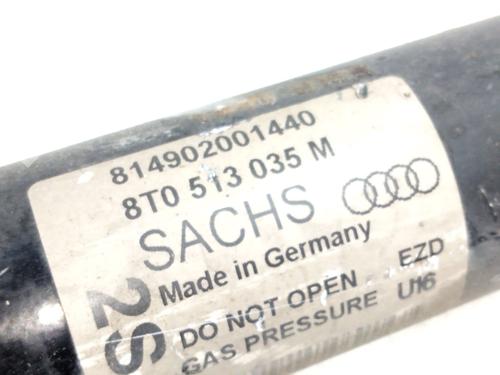 814902001440
8T0 513 035 M
SACHS
Made in Germany
2S
DO NOT OPEN EZD
GAS PRESSURE U16